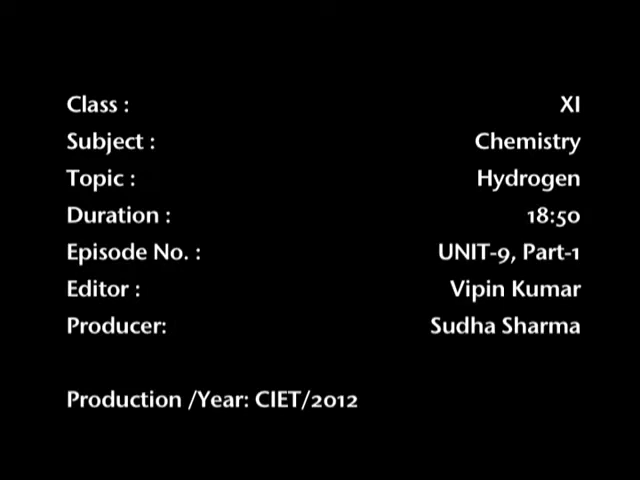 Class : XI
Subject : Chemistry
Topic : Hydrogen
Duration : 18:50
Episode No. : UNIT-9, Part-1
Editor : Vipin Kumar
Producer: Sudha Sharma
Production /Year: CIET/2012